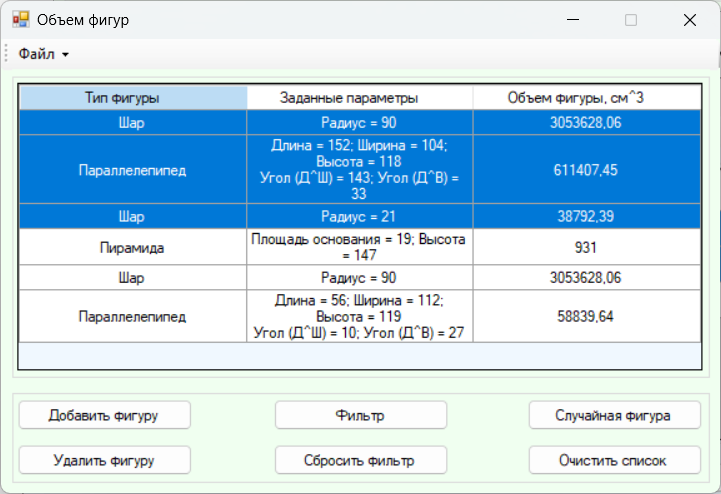 Объем фигур
Файл
Тип фигуры Заданные параметры Объем фигуры, см^3
Шар Радиус = 90 3053628,06
Длина = 152; Ширина = 104;
Высота = 118
Параллелепипед Угол (Д^Ш) = 143; Угол (Д^В) = 611407,45
33
Шар Радиус = 21 38792,39
Пирамида Площадь основания = 19; Высота 931
= 147
Шар Радиус = 90 3053628,06
Длина = 56; Ширина = 112;
Параллелепипед Высота = 119 58839,64
Угол (Д^Ш) = 10; Угол (Д^В) = 27
Добавить фигуру Фильтр Случайная фигура
Удалить фигуру Сбросить фильтр Очистить список